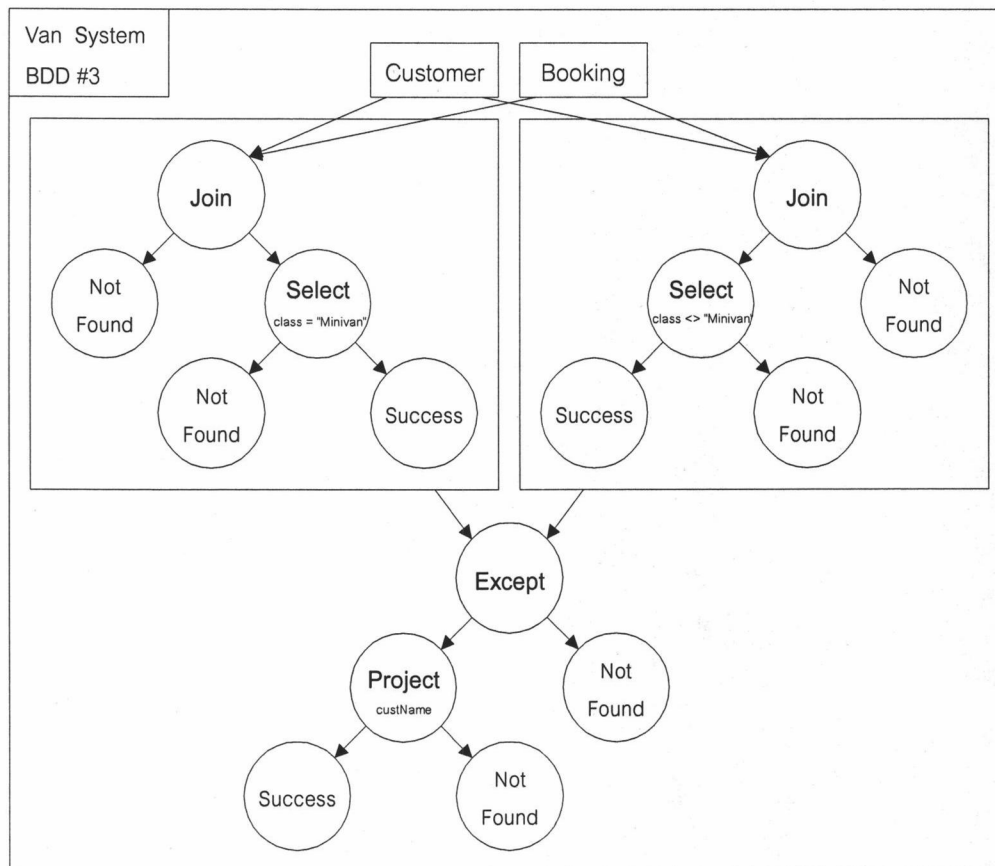 Van System
BDD #3
Customer
Booking
Join
Join
Not
Found
Select
class = "Minivan"
Select
class <> "Minivan"
Not
Found
Not
Found
Success
Success
Not
Found
Except
Project
custName
Not
Found
Success
Not
Found